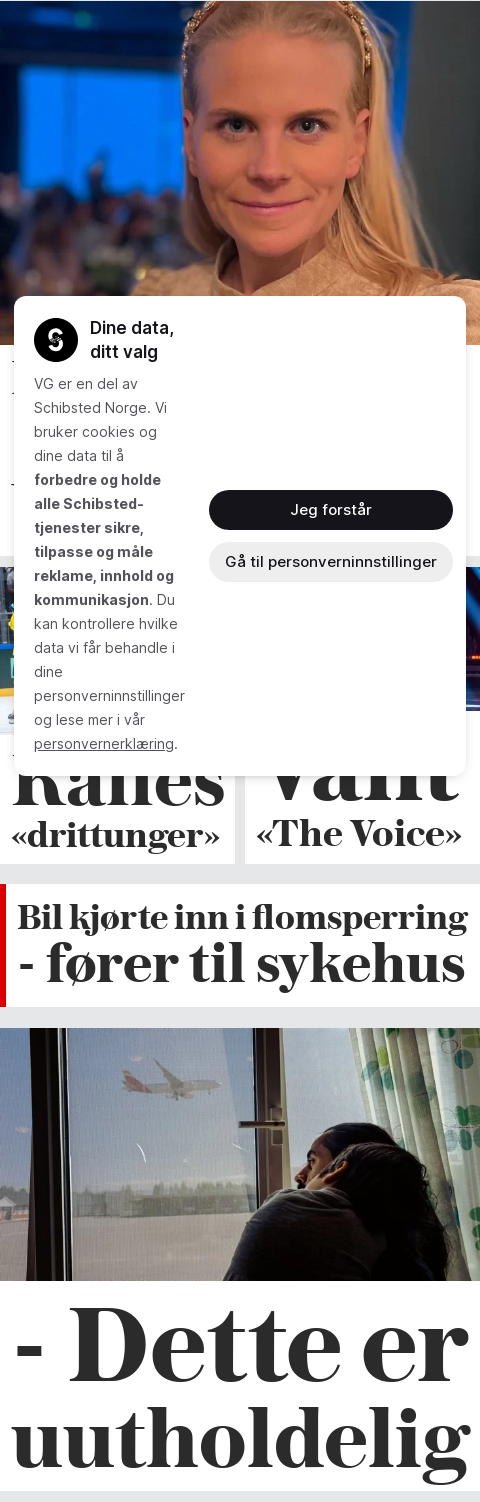 Dine data,
ditt valg
VG er en del av
Schibsted Norge. Vi
bruker cookies og
dine data til å
forbedre og holde
alle Schibsted-
tjenester sikre,
tilpasse og måle
reklame, innhold og
kommunikasjon. Du
kan kontrollere hvilke
data vi får behandle i
dine
personverninnstillinger
og lese mer i vår
personvernerklæring.
Jeg forstår
Gå til personverninnstillinger
Kalles
«drittunger»
Vant
«The Voice»
Bil kjørte inn i flomsperring
- fører til sykehus
- Dette er
uutholdelig